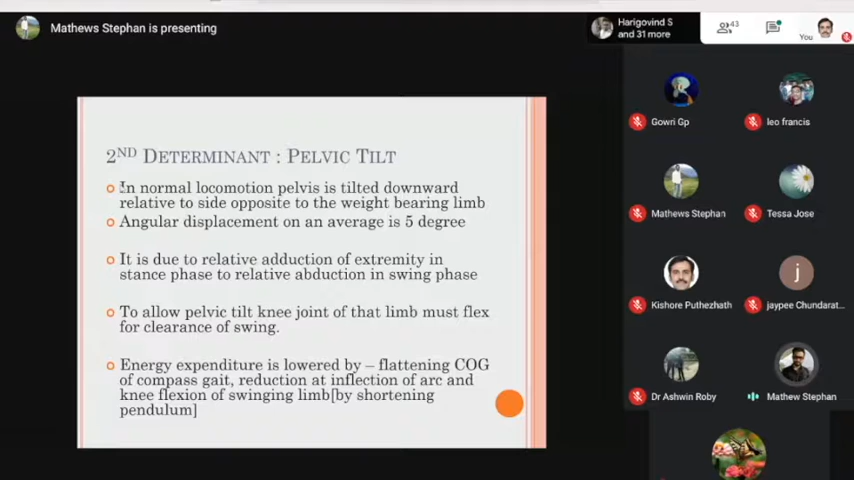 Mathews Stephan is presenting
Harigovind S
and 31 more
43
You
2ND DETERMINANT : PELVIC TILT
In normal locomotion pelvis is tilted downward
relative to side opposite to the weight bearing limb
Angular displacement on an average is 5 degree
It is due to relative adduction of extremity in
stance phase to relative abduction in swing phase
To allow pelvic tilt knee joint of that limb must flex
for clearance of swing.
Energy expenditure is lowered by – flattening COG
of compass gait, reduction at inflection of arc and
knee flexion of swinging limb[by shortening
pendulum]
Gowri Gp
leo francis
Mathews Stephan
Tessa Jose
j
Kishore Puthezhath
jaypee Chundarat...
Dr Ashwin Roby
Mathew Stephan